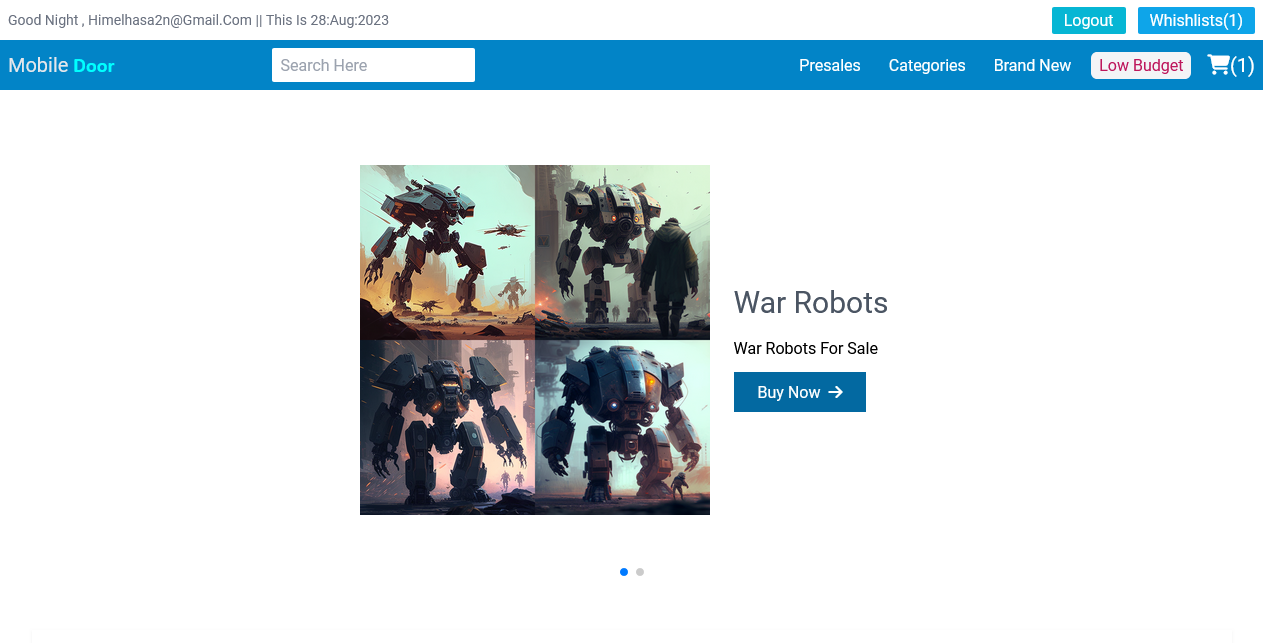 Good Night , Himelhasa2n@Gmail.Com || This Is 28:Aug:2023
Logout
Whishlists(1)
Mobile Door
Search Here
Presales
Categories
Brand New
Low Budget
(1)
War Robots
War Robots For Sale
Buy Now